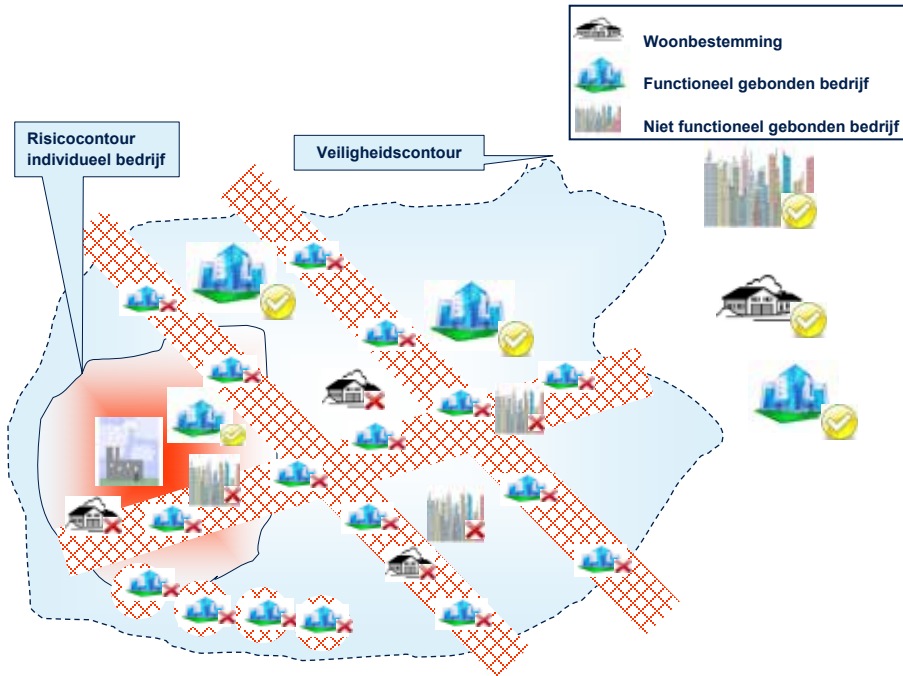 Woonbestemming
Functioneel gebonden bedrijf
Niet functioneel gebonden bedrijf
Risicocontour
individueel bedrijf
Veiligheidscontour